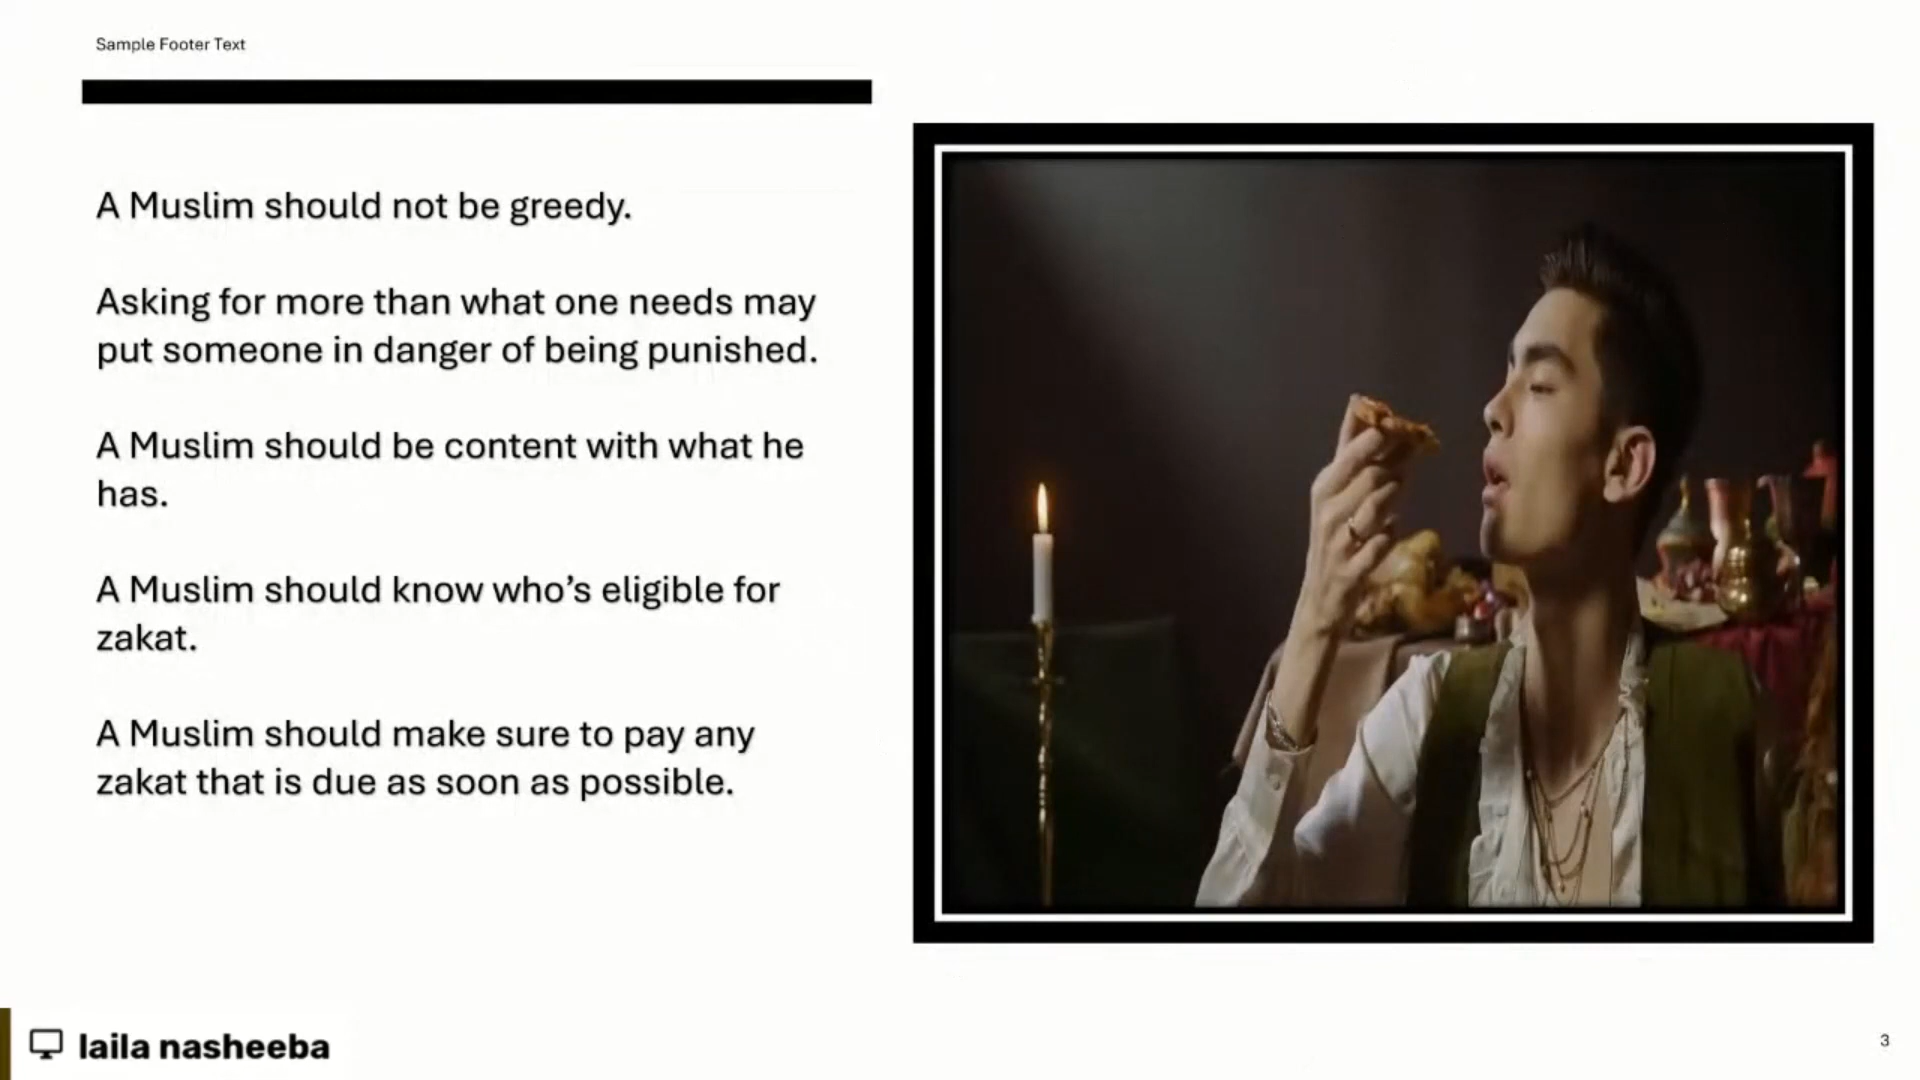 Sample Footer Text
A Muslim should not be greedy.
Asking for more than what one needs may
put someone in danger of being punished.
A Muslim should be content with what he
has.
A Muslim should know who’s eligible for
zakat.
A Muslim should make sure to pay any
zakat that is due as soon as possible.
laila nasheeba
3